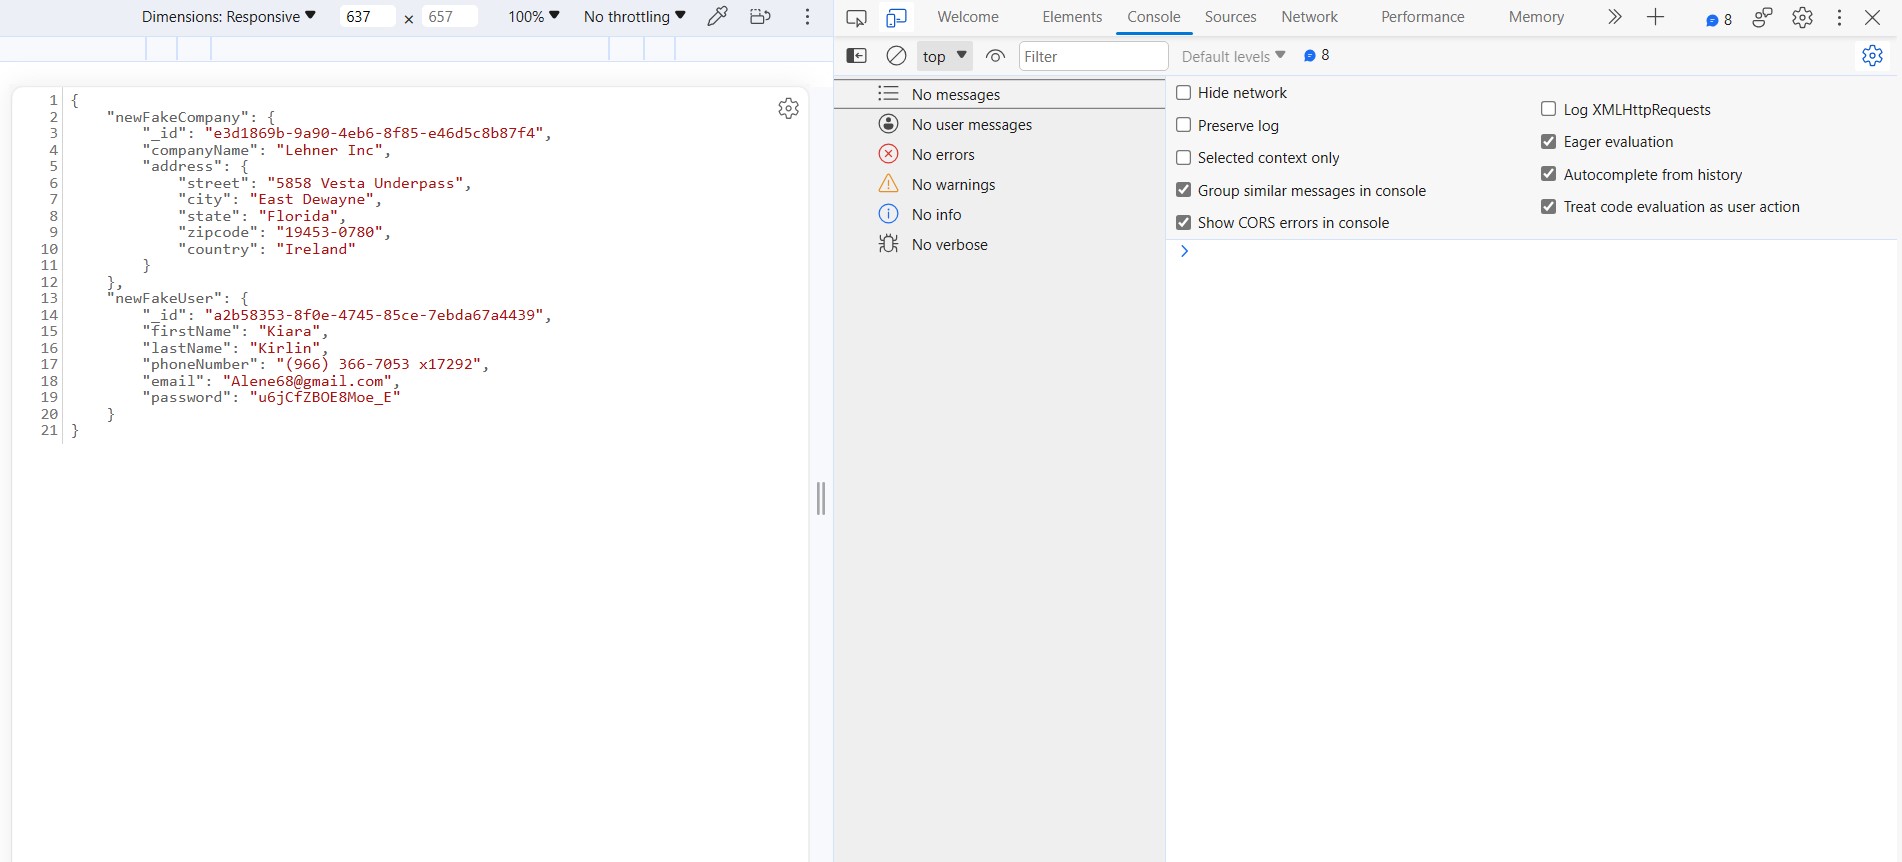 Dimensions: Responsive 637 × 657 100% No throttling
1 {
2 "newFakeCompany": {
3 "_id": "e3d1869b-9a90-4eb6-8f85-e46d5c8b87f4",
4 "companyName": "Lehner Inc",
5 "address": {
6 "street": "5858 Vesta Underpass",
7 "city": "East Dewayne",
8 "state": "Florida",
9 "zipcode": "19453-0780",
10 "country": "Ireland"
11 }
12 },
13 "newFakeUser": {
14 "_id": "a2b58353-8f0e-4745-85ce-7ebda67a4439",
15 "firstName": "Kiara",
16 "lastName": "Kirlin",
17 "phoneNumber": "(966) 366-7053 x17292",
18 "email": "Alene68@gmail.com",
19 "password": "u6jCfZBOE8Moe_E"
20 }
21 }
Welcome Elements Console Sources Network Performance Memory 8
top Filter Default levels 8
No messages
No user messages
No errors
No warnings
No info
No verbose
Hide network
Preserve log
Selected context only
Group similar messages in console
Show CORS errors in console
Log XMLHttpRequests
Eager evaluation
Autocomplete from history
Treat code evaluation as user action